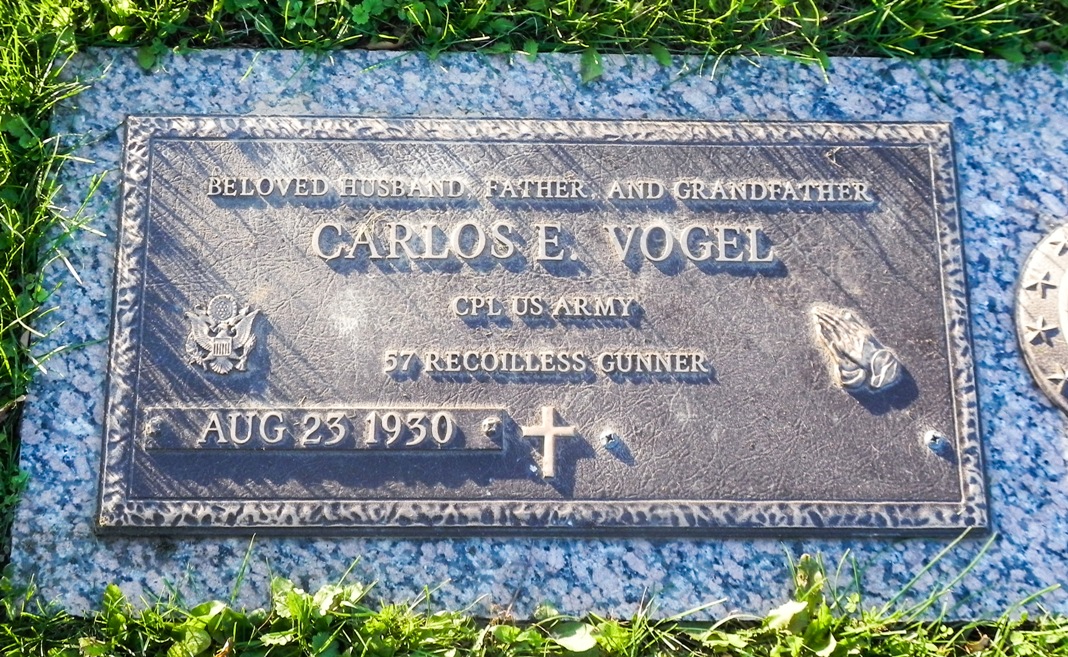 BELOVED HUSBAND, FATHER, AND GRANDFATHER
CARLOS E. VOGEL
CPL US ARMY
57 RECOILLESS GUNNER
AUG 23 1930